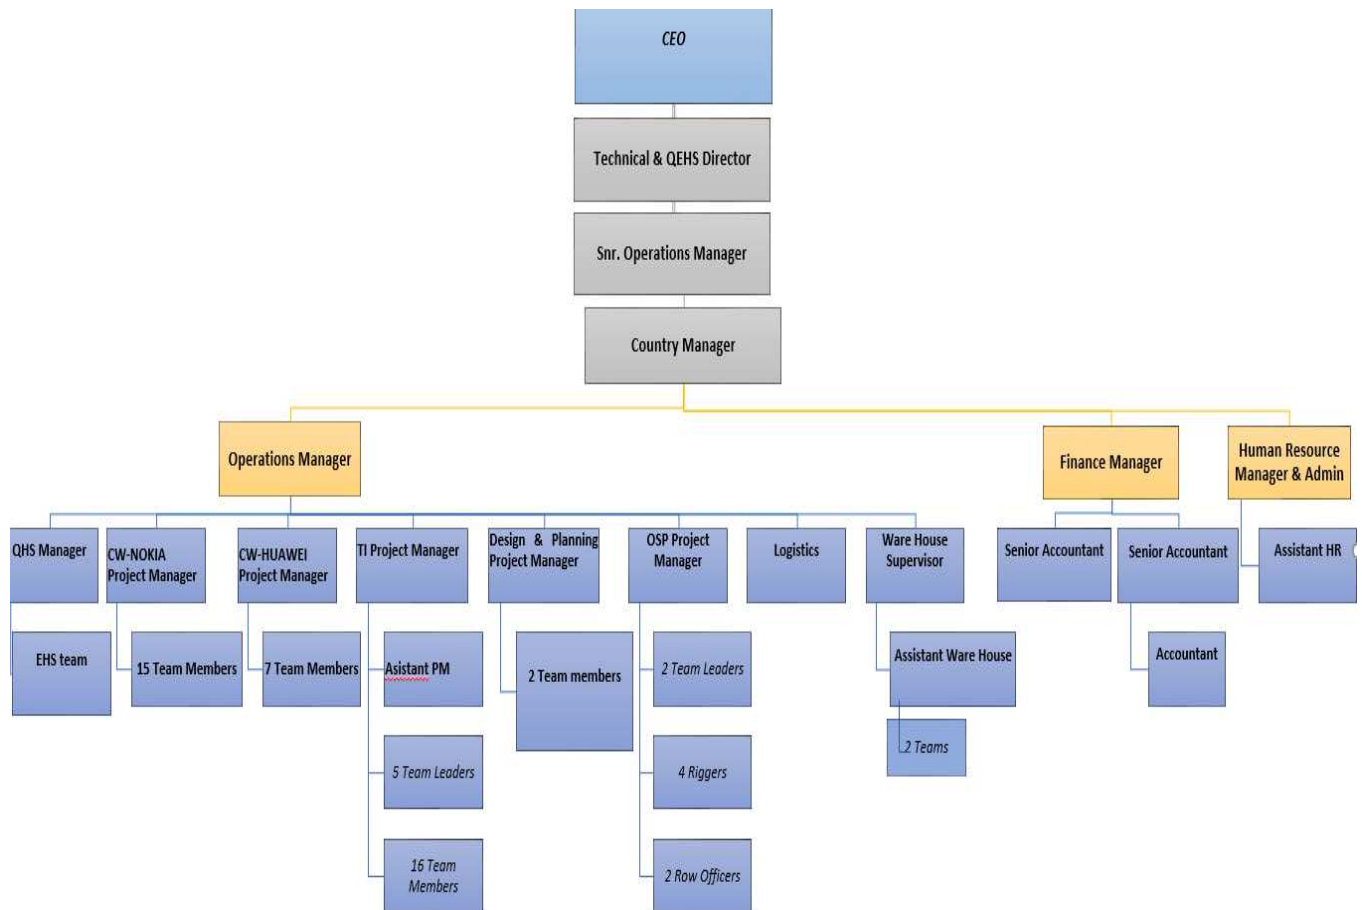 CEO
Technical & QEHS Director
Snr. Operations Manager
Country Manager
Operations Manager
Finance Manager
Human Resource
Manager & Admin
QHS Manager
CW-NOKIA
Project Manager
CW-HUAWEI
Project Manager
TI Project Manager
Design & Planning
Project Manager
OSP Project
Manager
Logistics
Ware House
Supervisor
Senior Accountant
Senior Accountant
Assistant HR
EHS team
15 Team Members
7 Team Members
Asistant PM
2 Team members
2 Team Leaders
Assistant Ware House
Accountant
2 Teams
5 Team Leaders
4 Riggers
16 Team
Members
2 Row Officers